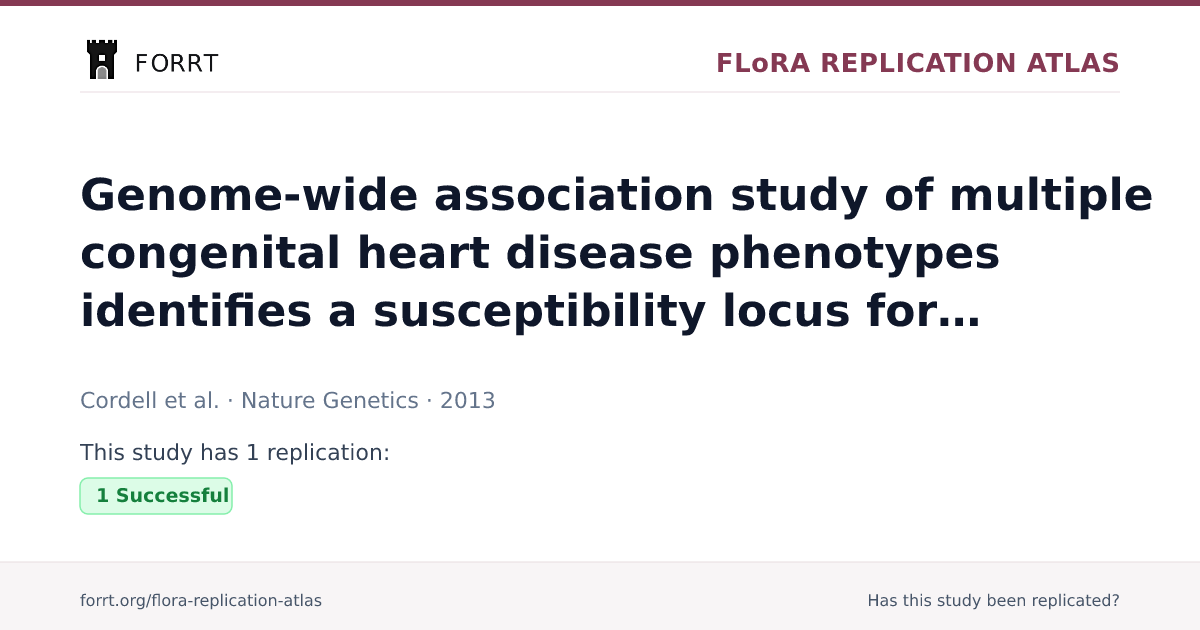 FORRT
FLoRA REPLICATION ATLAS
Genome-wide association study of multiple
congenital heart disease phenotypes
identifies a susceptibility locus for…
Cordell et al. · Nature Genetics · 2013
This study has 1 replication:
1 Successful
forrt.org/flora-replication-atlas
Has this study been replicated?